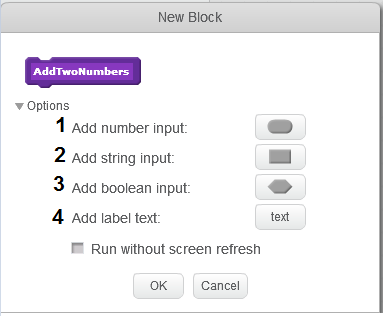 New Block
AddTwoNumbers
Options
1 Add number input:
2 Add string input:
3 Add boolean input:
4 Add label text: text
Run without screen refresh
OK Cancel